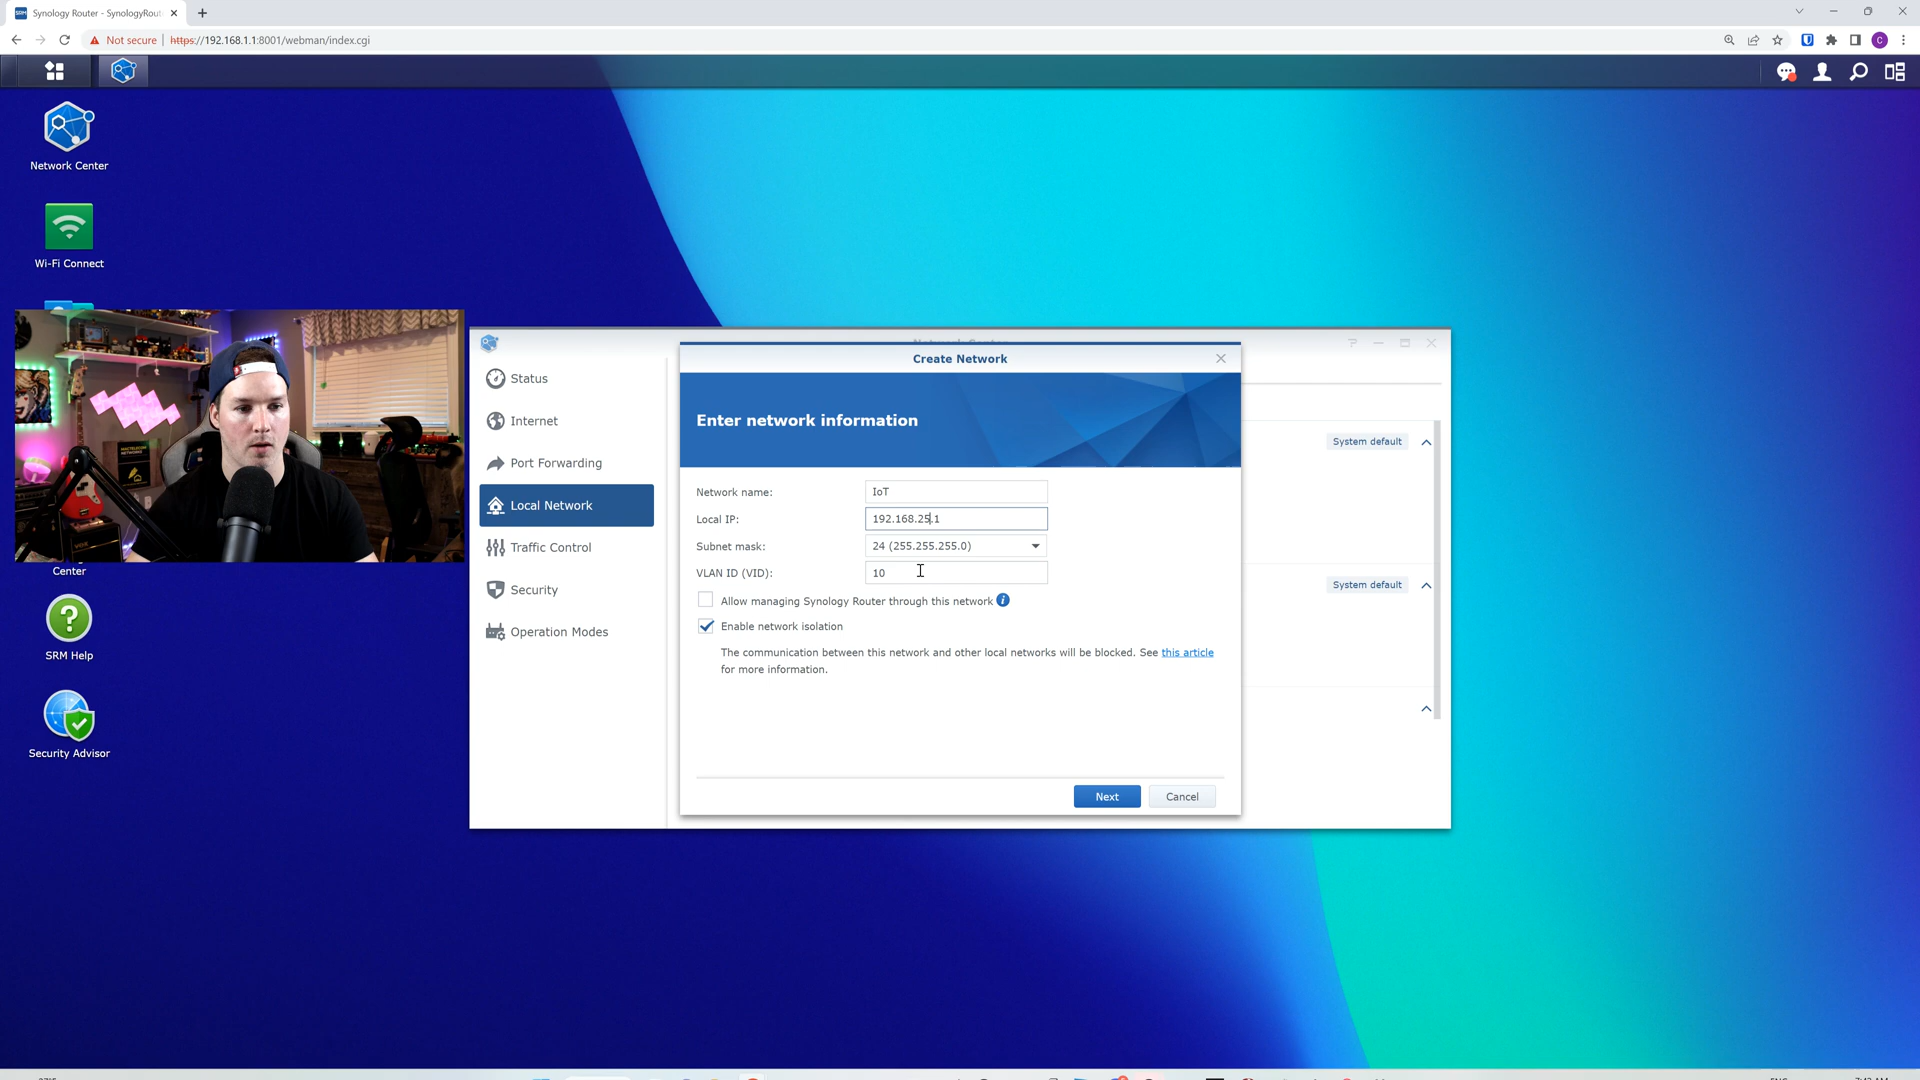 Synology Router - SynologyRout
Not secure
https://192.168.1.1:8001/webman/index.cgi
Network Center
Wi-Fi Connect
Center
SRM Help
Security Advisor
Status
Internet
Port Forwarding
Local Network
Traffic Control
Security
Operation Modes
Create Network
Enter network information
Network name:
IoT
Local IP:
192.168.25.1
Subnet mask:
24 (255.255.255.0)
VLAN ID (VID):
10
Allow managing Synology Router through this network
Enable network isolation
The communication between this network and other local networks will be blocked. See this article
for more information.
Next
Cancel
System default
System default